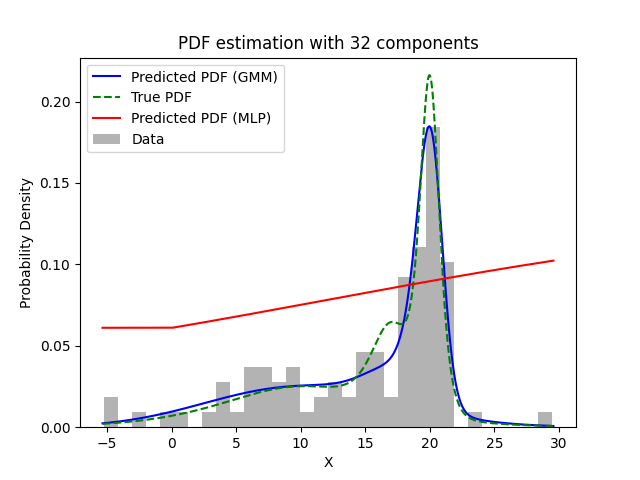 PDF estimation with 32 components
Predicted PDF (GMM)
True PDF
Predicted PDF (MLP)
Data
Probability Density
0.20
0.15
0.10
0.05
0.00
−5
0
5
10
15
20
25
30
X